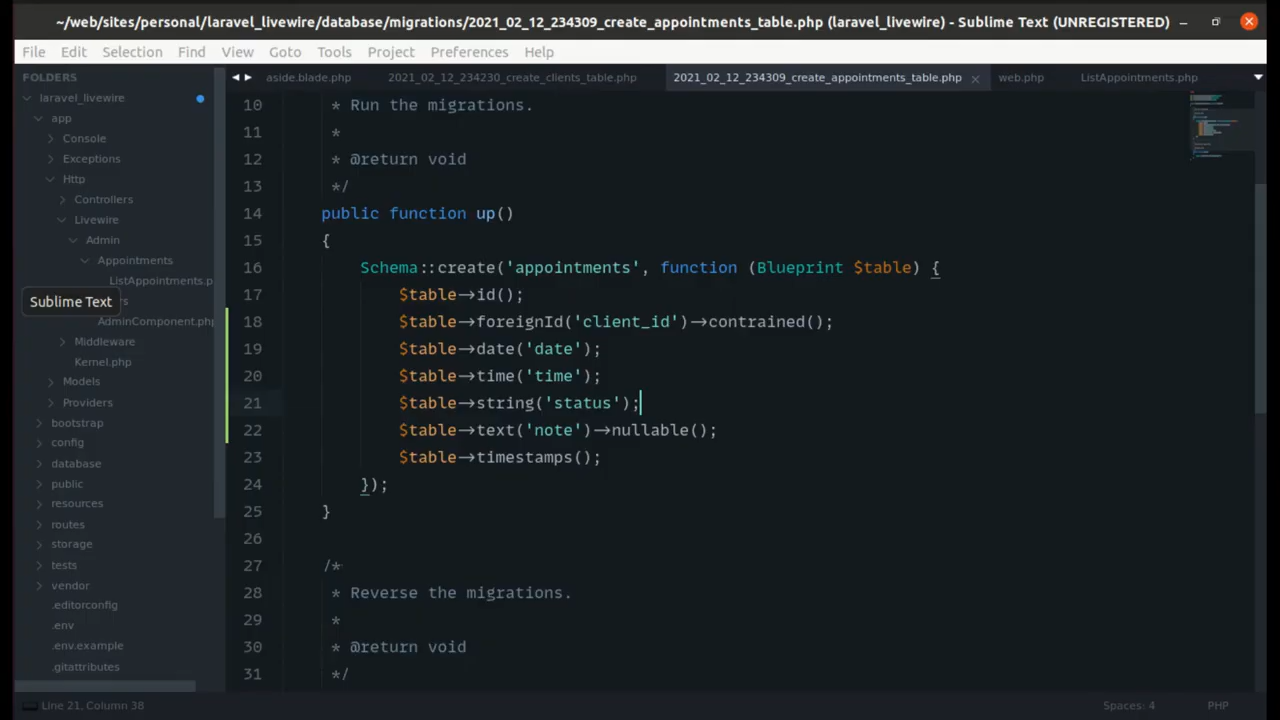 ~/web/sites/personal/laravel_livewire/database/migrations/2021_02_12_234309_create_appointments_table.php (laravel_livewire) - Sublime Text (UNREGISTERED)
File Edit Selection Find View Goto Tools Project Preferences Help
FOLDERS
laravel_livewire
app
Console
Exceptions
Http
Controllers
Livewire
Admin
Appointments
ListAppointments.p
Sublime Text
rs
AdminComponent.php
Middleware
Kernel.php
Models
Providers
bootstrap
config
database
public
resources
routes
storage
tests
vendor
.editorconfig
.env
.env.example
.gitattributes
aside.blade.php 2021_02_12_234230_create_clients_table.php 2021_02_12_234309_create_appointments_table.php web.php ListAppointments.php
10 * Run the migrations.
11 *
12 * @return void
13 */
14 public function up()
15 {
16 Schema::create('appointments', function (Blueprint $table) {
17 $table->id();
18 $table->foreignId('client_id')->contrained();
19 $table->date('date');
20 $table->time('time');
21 $table->string('status');
22 $table->text('note')->nullable();
23 $table->timestamps();
24 });
25 }
26
27 /*
28 * Reverse the migrations.
29 *
30 * @return void
31 */
Line 21, Column 38 Spaces: 4 PHP